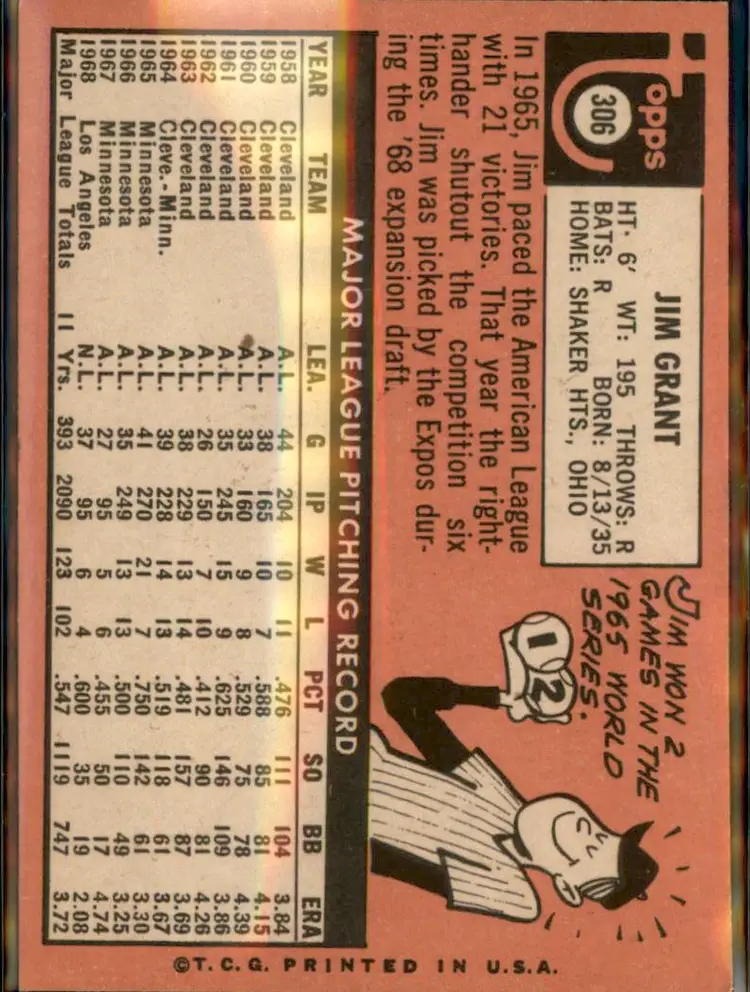 Topps
306
JIM GRANT
HT. 6' WT: 195 THROWS: R
BATS: R BORN: 8/13/35
HOME: SHAKER HTS., OHIO
In 1965, Jim paced the American League
with 21 victories. That year the right-
hander shutout the competition six
times. Jim was picked by the Expos dur-
ing the '68 expansion draft.
JIM WON 2
GAMES IN THE
1965 WORLD
SERIES.
1 2
MAJOR LEAGUE PITCHING RECORD
YEAR TEAM LEA. G IP W L PCT SO BB ERA
1958 Cleveland A.L. 44 204 10 11 .476 111 104 3.84
1959 Cleveland A.L. 38 165 10 7 .588 85 81 4.15
1960 Cleveland A.L. 33 160 9 8 .529 75 78 4.39
1961 Cleveland A.L. 35 245 15 9 .625 146 109 3.86
1962 Cleveland A.L. 26 150 7 10 .412 90 81 4.26
1963 Cleveland A.L. 38 229 13 14 .481 157 87 3.69
1964 Cleve.-Minn. A.L. 39 228 14 13 .519 118 61 3.67
1965 Minnesota A.L. 41 270 21 7 .750 142 61 3.30
1966 Minnesota A.L. 35 249 13 13 .500 110 49 3.25
1967 Minnesota A.L. 27 95 5 6 .455 50 17 4.74
1968 Los Angeles N.L. 37 95 6 4 .600 35 19 2.08
Major League Totals 11 Yrs. 393 2090 123 102 .547 1119 747 3.72
©T.C.G. PRINTED IN U.S.A.